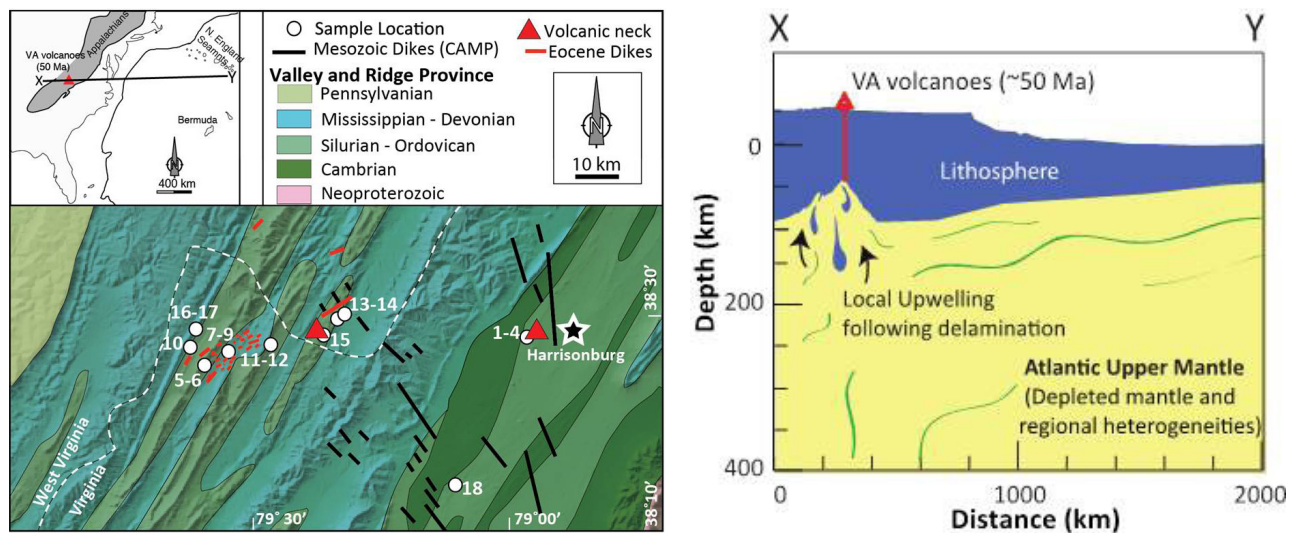 VA volcanoes
(50 Ma)
Appalachians
N. England
Seamnts
X
Y
Bermuda
N
400 km
Sample Location
Mesozoic Dikes (CAMP)
Volcanic neck
Eocene Dikes
Valley and Ridge Province
Pennsylvanian
Mississippian - Devonian
Silurian - Ordovican
Cambrian
Neoproterozoic
N
10 km
16-17
7-9
10
5-6
11-12
13-14
15
1-4
Harrisonburg
18
West Virginia
Virginia
79°30'
79°00'
38°30'
38°10'
X
Y
VA volcanoes (~50 Ma)
Lithosphere
Local Upwelling
following delamination
Atlantic Upper Mantle
(Depleted mantle and
regional heterogeneities)
Depth (km)
0
200
400
0
1000
2000
Distance (km)